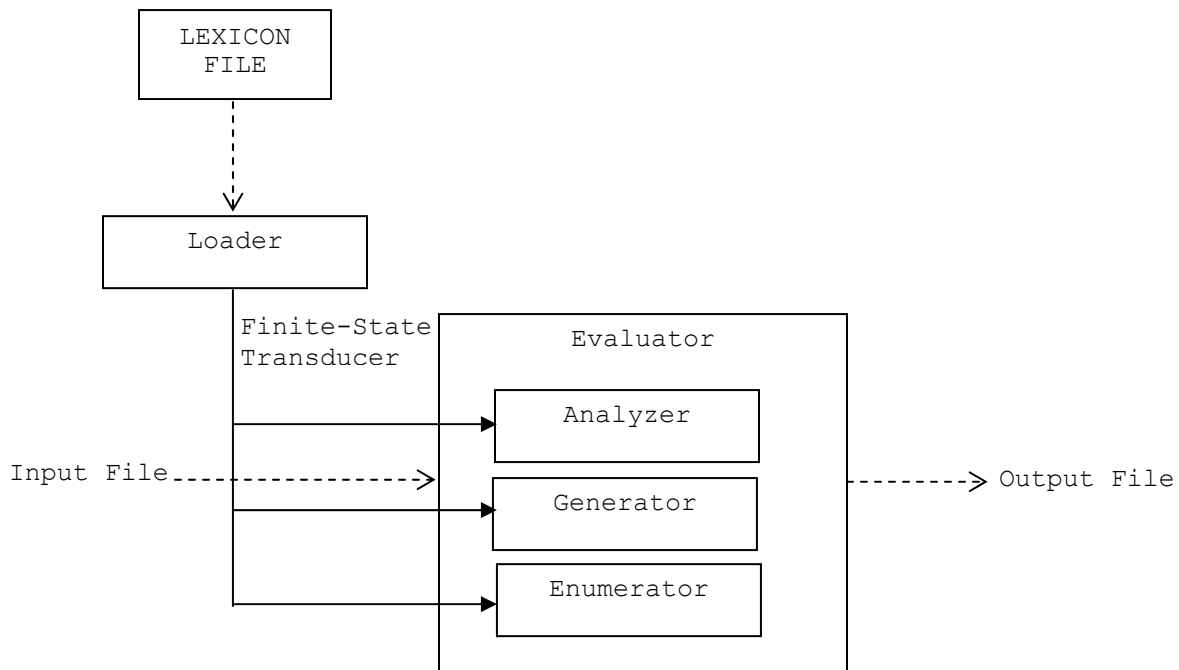 LEXICON
FILE
Loader
Finite-State
Transducer
Evaluator
Analyzer
Input File
Output File
Generator
Enumerator